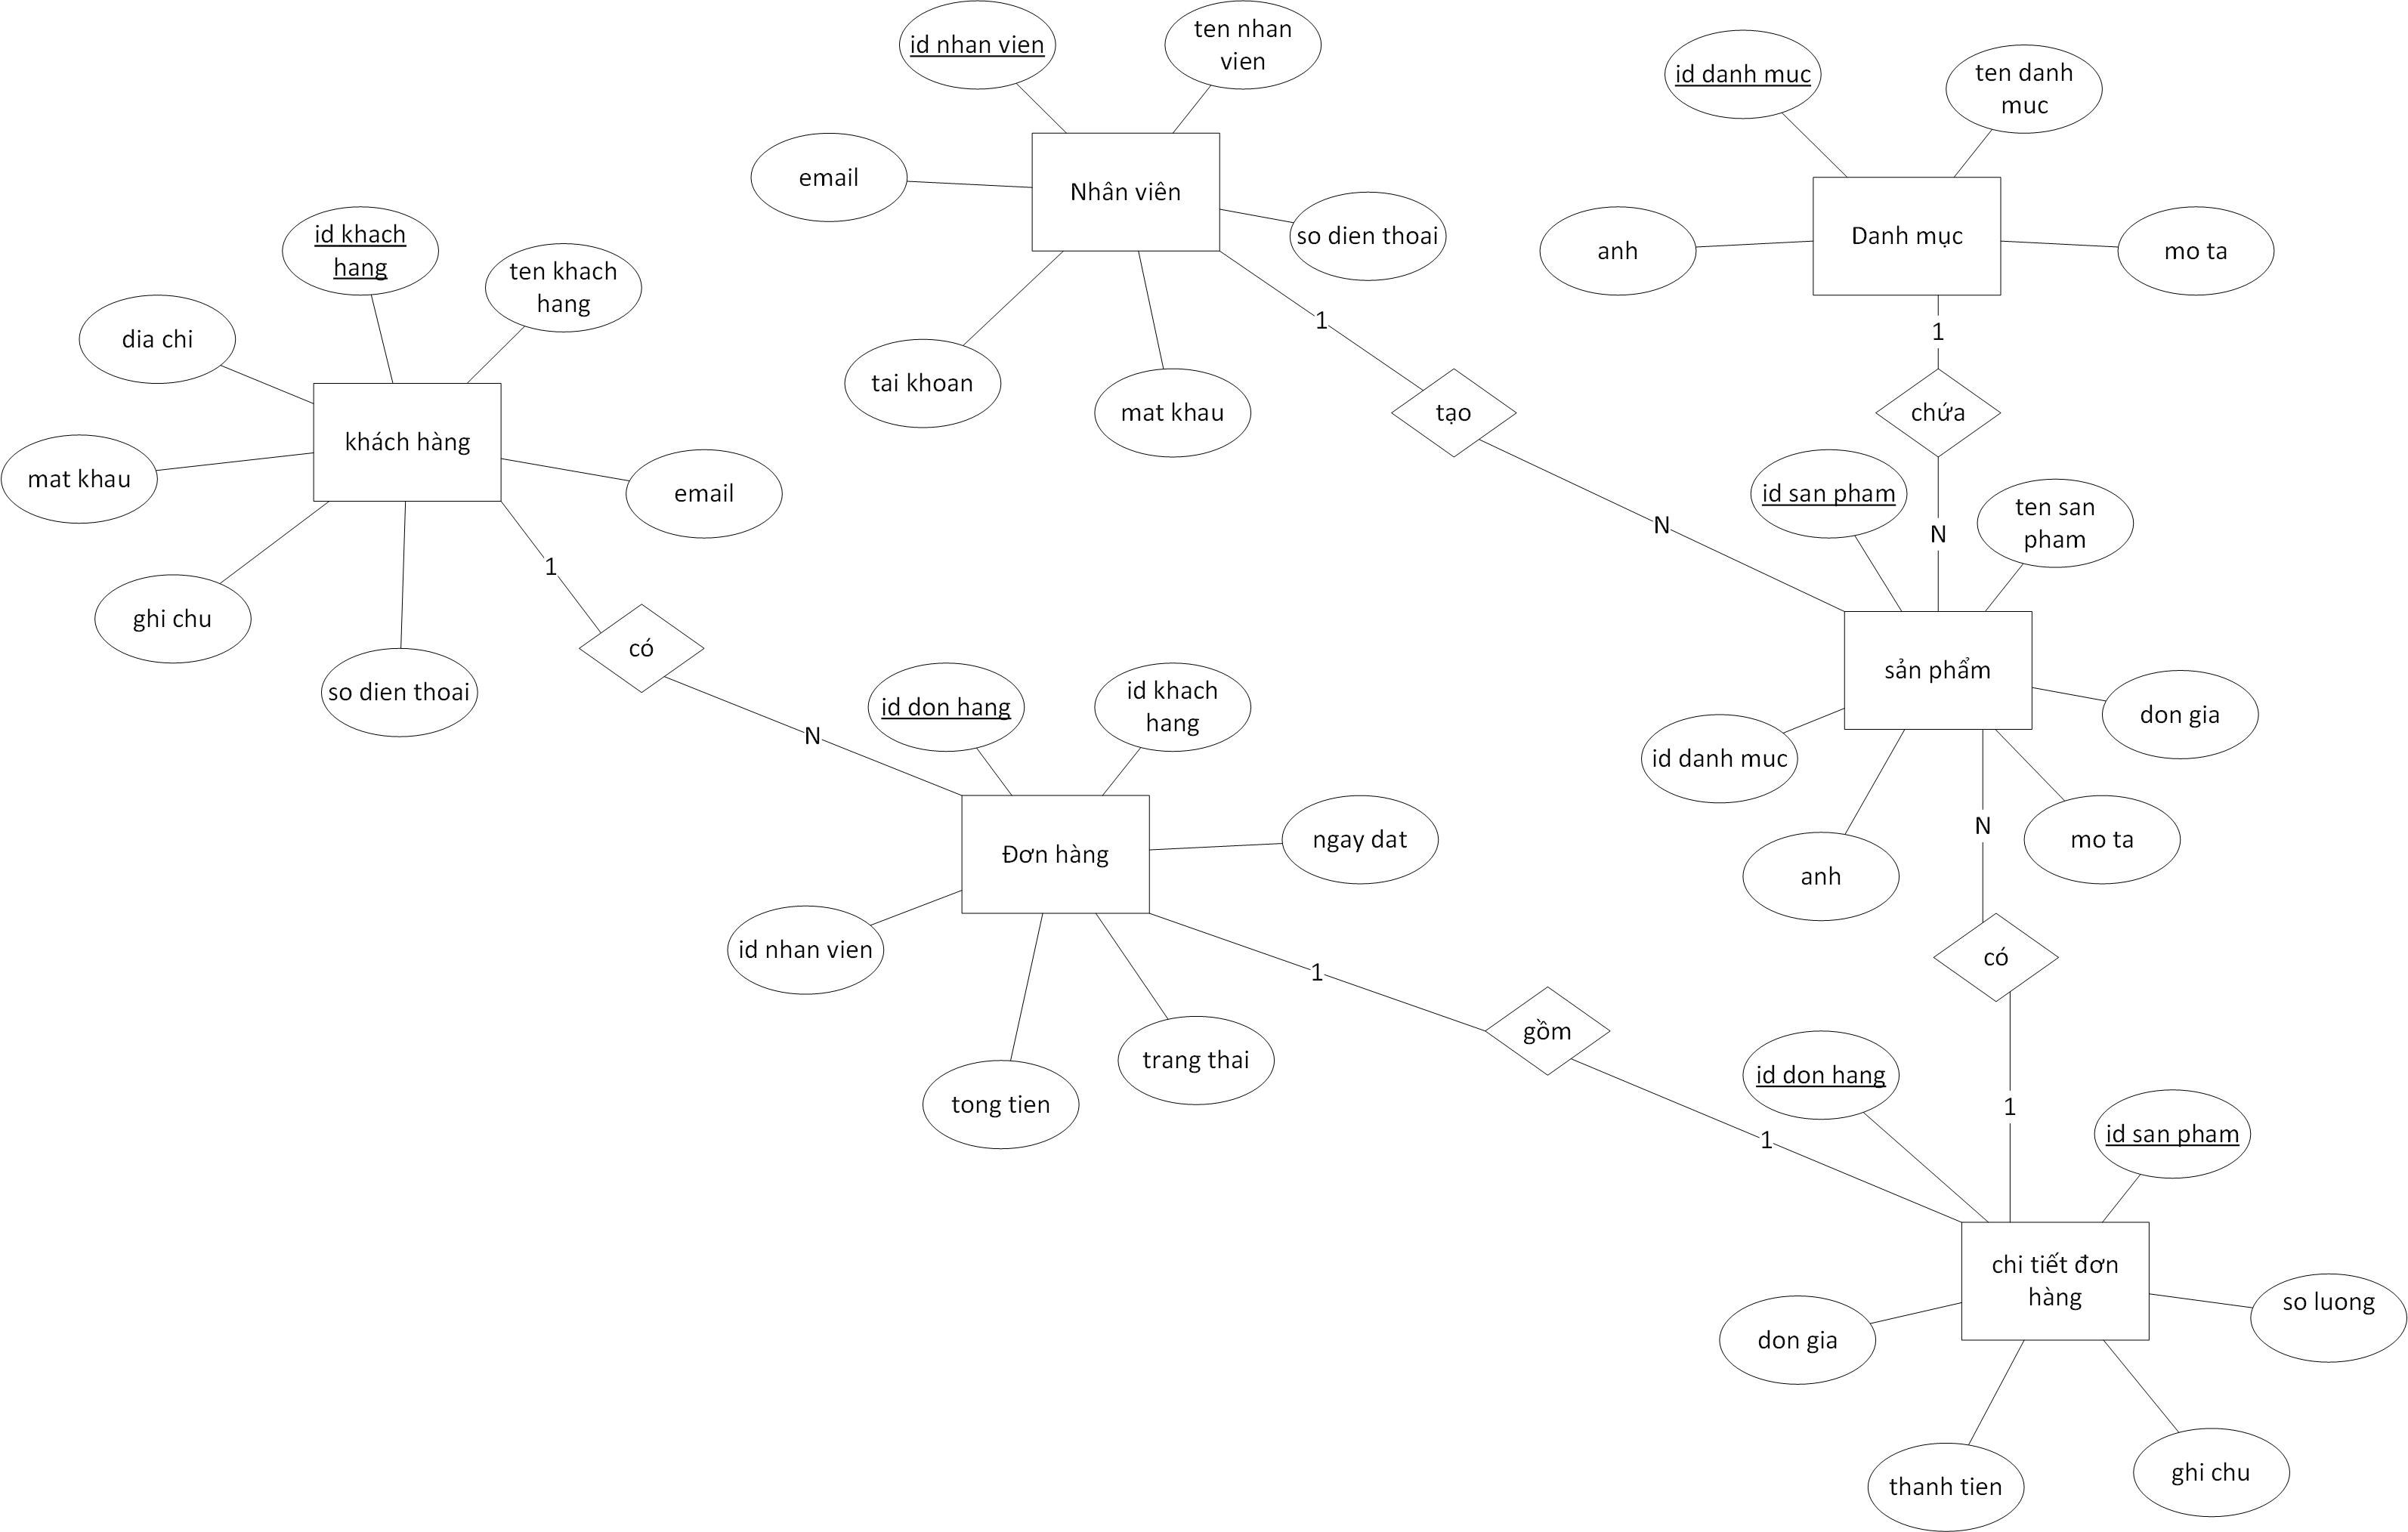 id nhan vien
ten nhan
vien
email
Nhân viên
so dien thoai
tai khoan
mat khau
id danh muc
ten danh
muc
anh
Danh mục
mo ta
id khach
hang
ten khach
hang
dia chi
khách hàng
mat khau
email
ghi chu
so dien thoai
1
tạo
N
1
chứa
N
1
có
N
id san pham
ten san
pham
sản phẩm
id danh muc
don gia
anh
mo ta
id don hang
id khach
hang
Đơn hàng
ngay dat
id nhan vien
tong tien
trang thai
N
có
1
1
gồm
1
id don hang
id san pham
chi tiết đơn
hàng
so luong
don gia
thanh tien
ghi chu